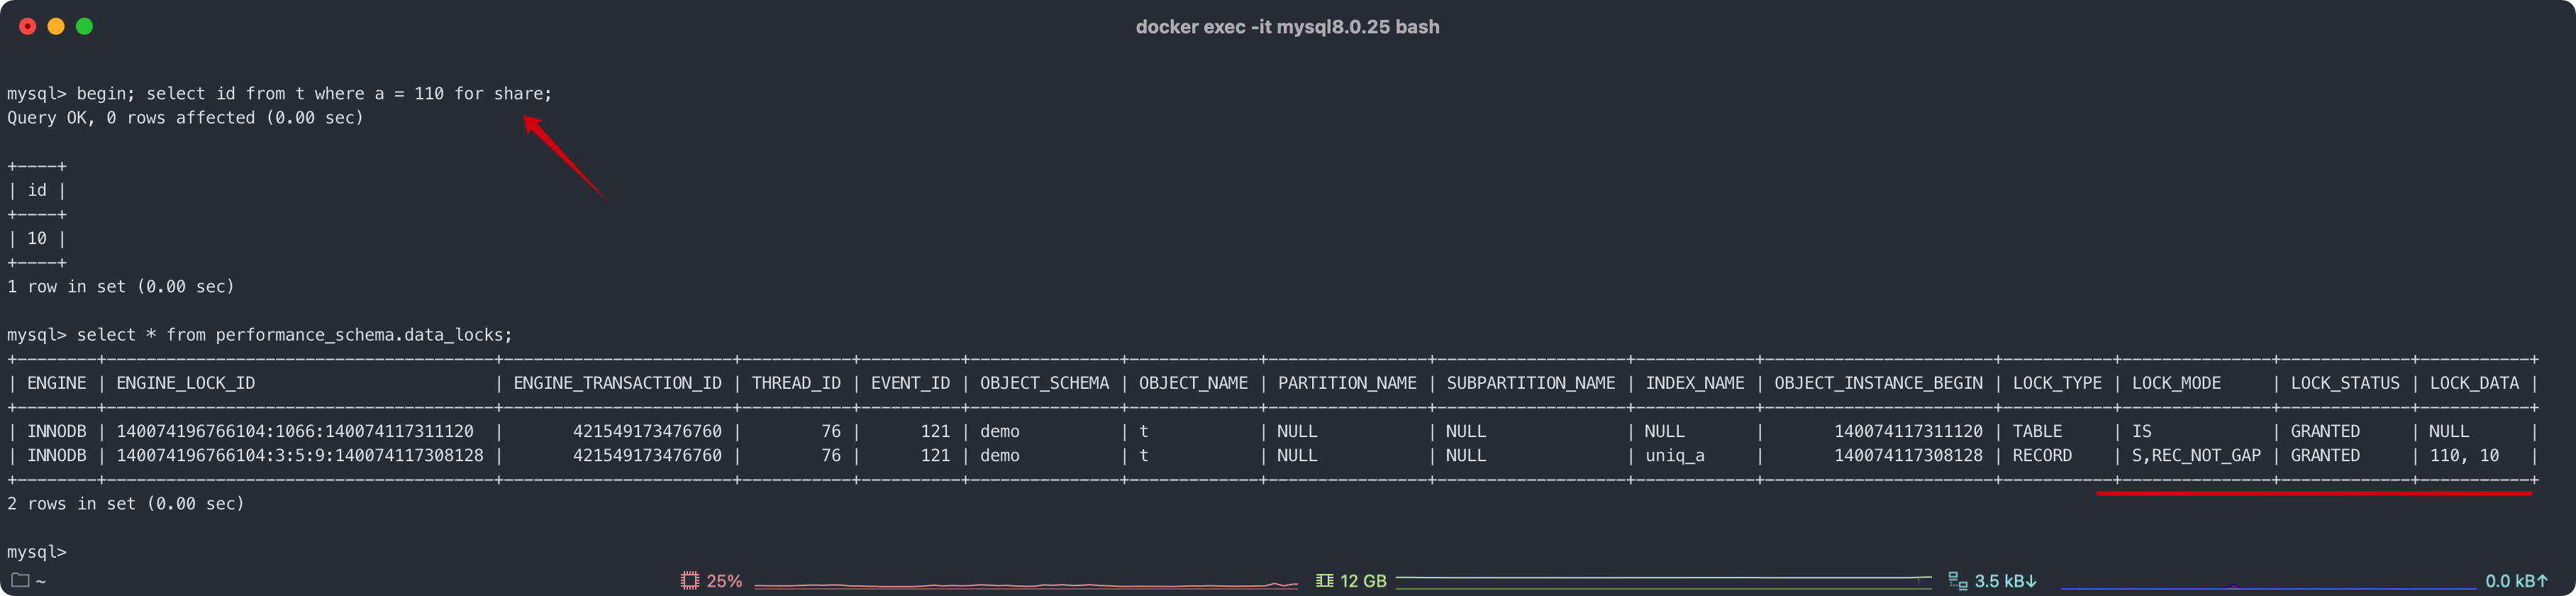 docker exec -it mysql8.0.25 bash
mysql> begin; select id from t where a = 110 for share;
Query OK, 0 rows affected (0.00 sec)
+----+
| id |
+----+
| 10 |
+----+
1 row in set (0.00 sec)
mysql> select * from performance_schema.data_locks;
+--------+---------------------------------------+-----------------------+-----------+----------+---------------+-------------+----------------+-------------------+------------+-----------------------+-----------+---------------+-------------+-----------+
| ENGINE | ENGINE_LOCK_ID                        | ENGINE_TRANSACTION_ID | THREAD_ID | EVENT_ID | OBJECT_SCHEMA | OBJECT_NAME | PARTITION_NAME | SUBPARTITION_NAME | INDEX_NAME | OBJECT_INSTANCE_BEGIN | LOCK_TYPE | LOCK_MODE     | LOCK_STATUS | LOCK_DATA |
+--------+---------------------------------------+-----------------------+-----------+----------+---------------+-------------+----------------+-------------------+------------+-----------------------+-----------+---------------+-------------+-----------+
| INNODB | 140074196766104:1066:140074117311120  |       421549173476760 |        76 |      121 | demo          | t           | NULL           | NULL              | NULL       |       140074117311120 | TABLE     | IS            | GRANTED     | NULL      |
| INNODB | 140074196766104:3:5:9:140074117308128 |       421549173476760 |        76 |      121 | demo          | t           | NULL           | NULL              | uniq_a     |       140074117308128 | RECORD    | S,REC_NOT_GAP | GRANTED     | 110, 10   |
+--------+---------------------------------------+-----------------------+-----------+----------+---------------+-------------+----------------+-------------------+------------+-----------------------+-----------+---------------+-------------+-----------+
2 rows in set (0.00 sec)
mysql>
~ 25% 12 GB 3.5 kB↓ 0.0 kB↑